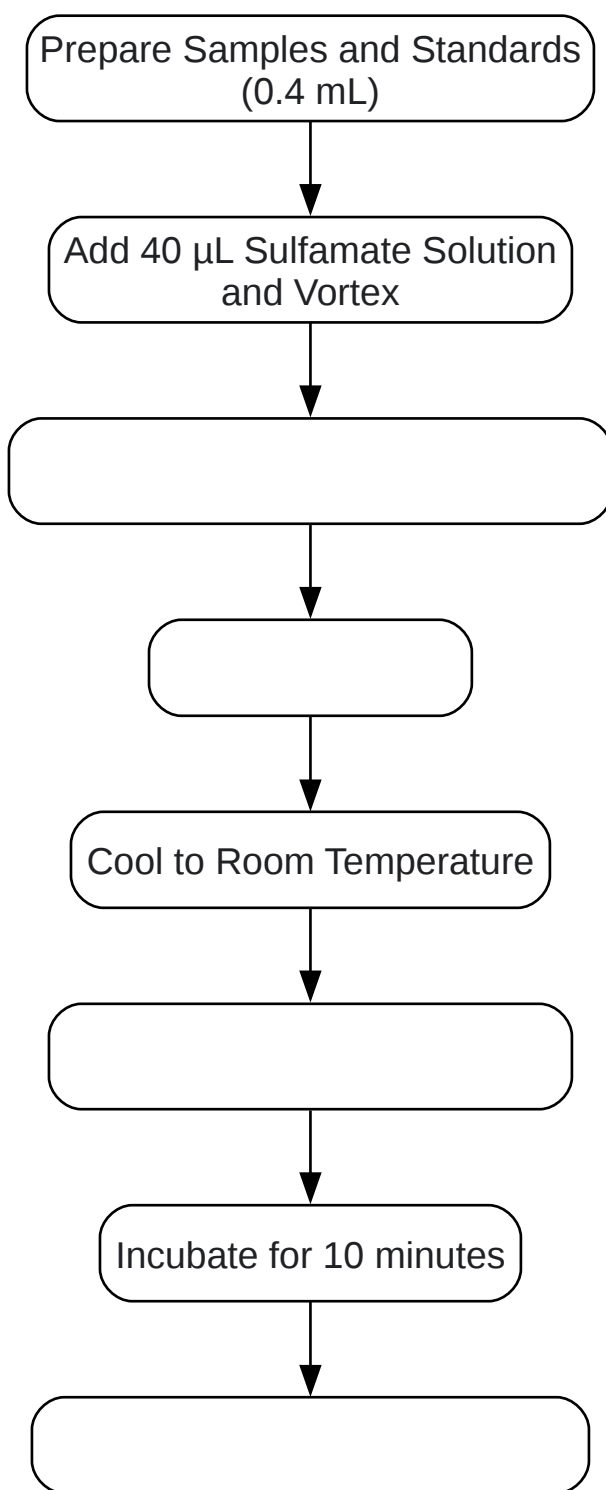 Prepare Samples and Standards
(0.4 mL)
Add 40 µL Sulfamate Solution
and Vortex
Cool to Room Temperature
Incubate for 10 minutes